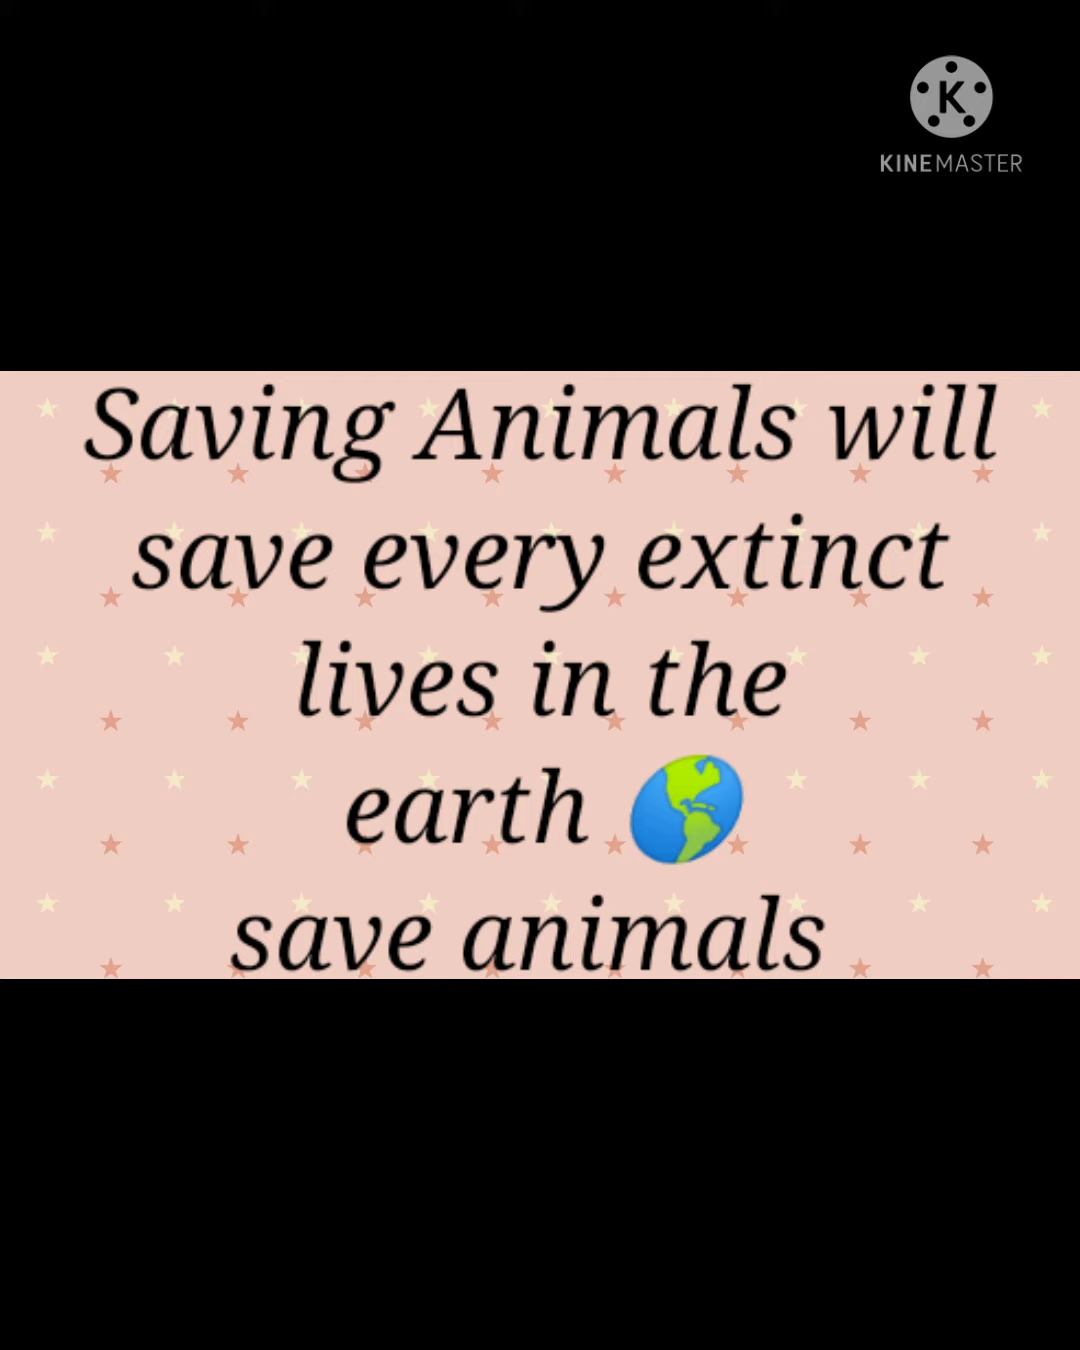 KINEMASTER
Saving Animals will
save every extinct
lives in the
earth 🌎
save animals